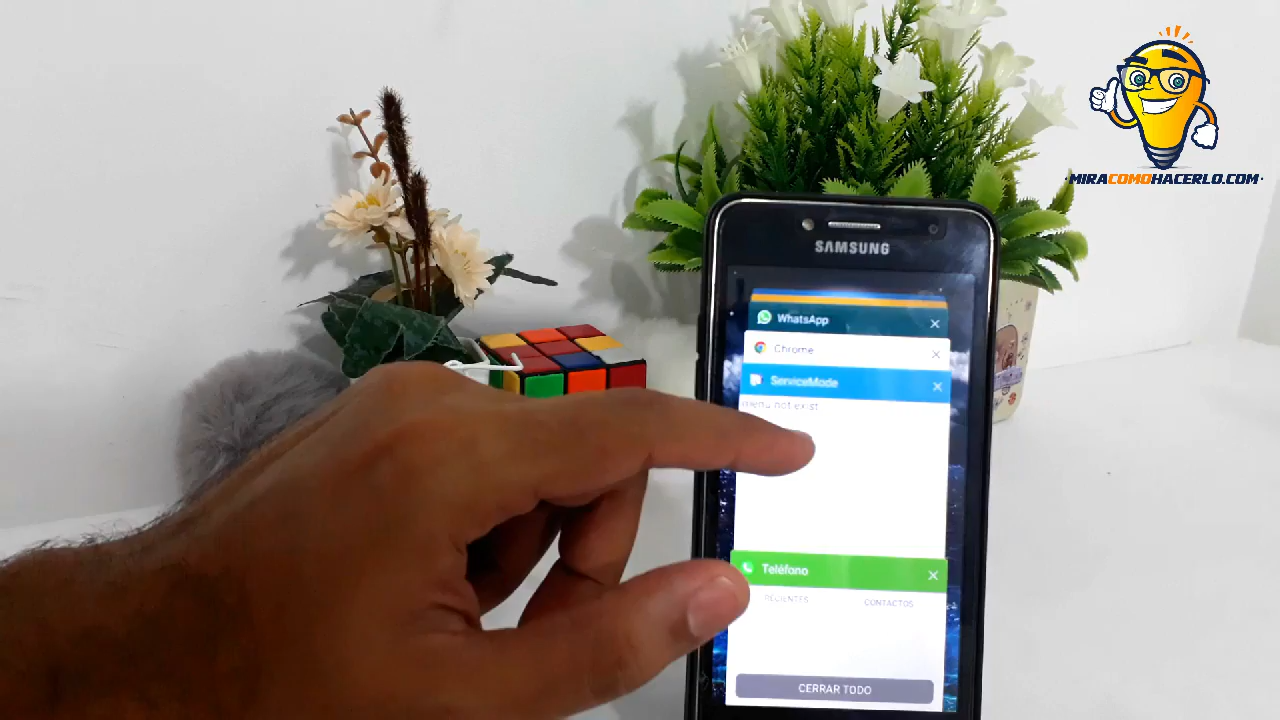 MIRACOMOHACERLO.COM
SAMSUNG
WhatsApp
Chrome
ServiceMode
menu not exist
Teléfono
RECIENTES CONTACTOS
CERRAR TODO